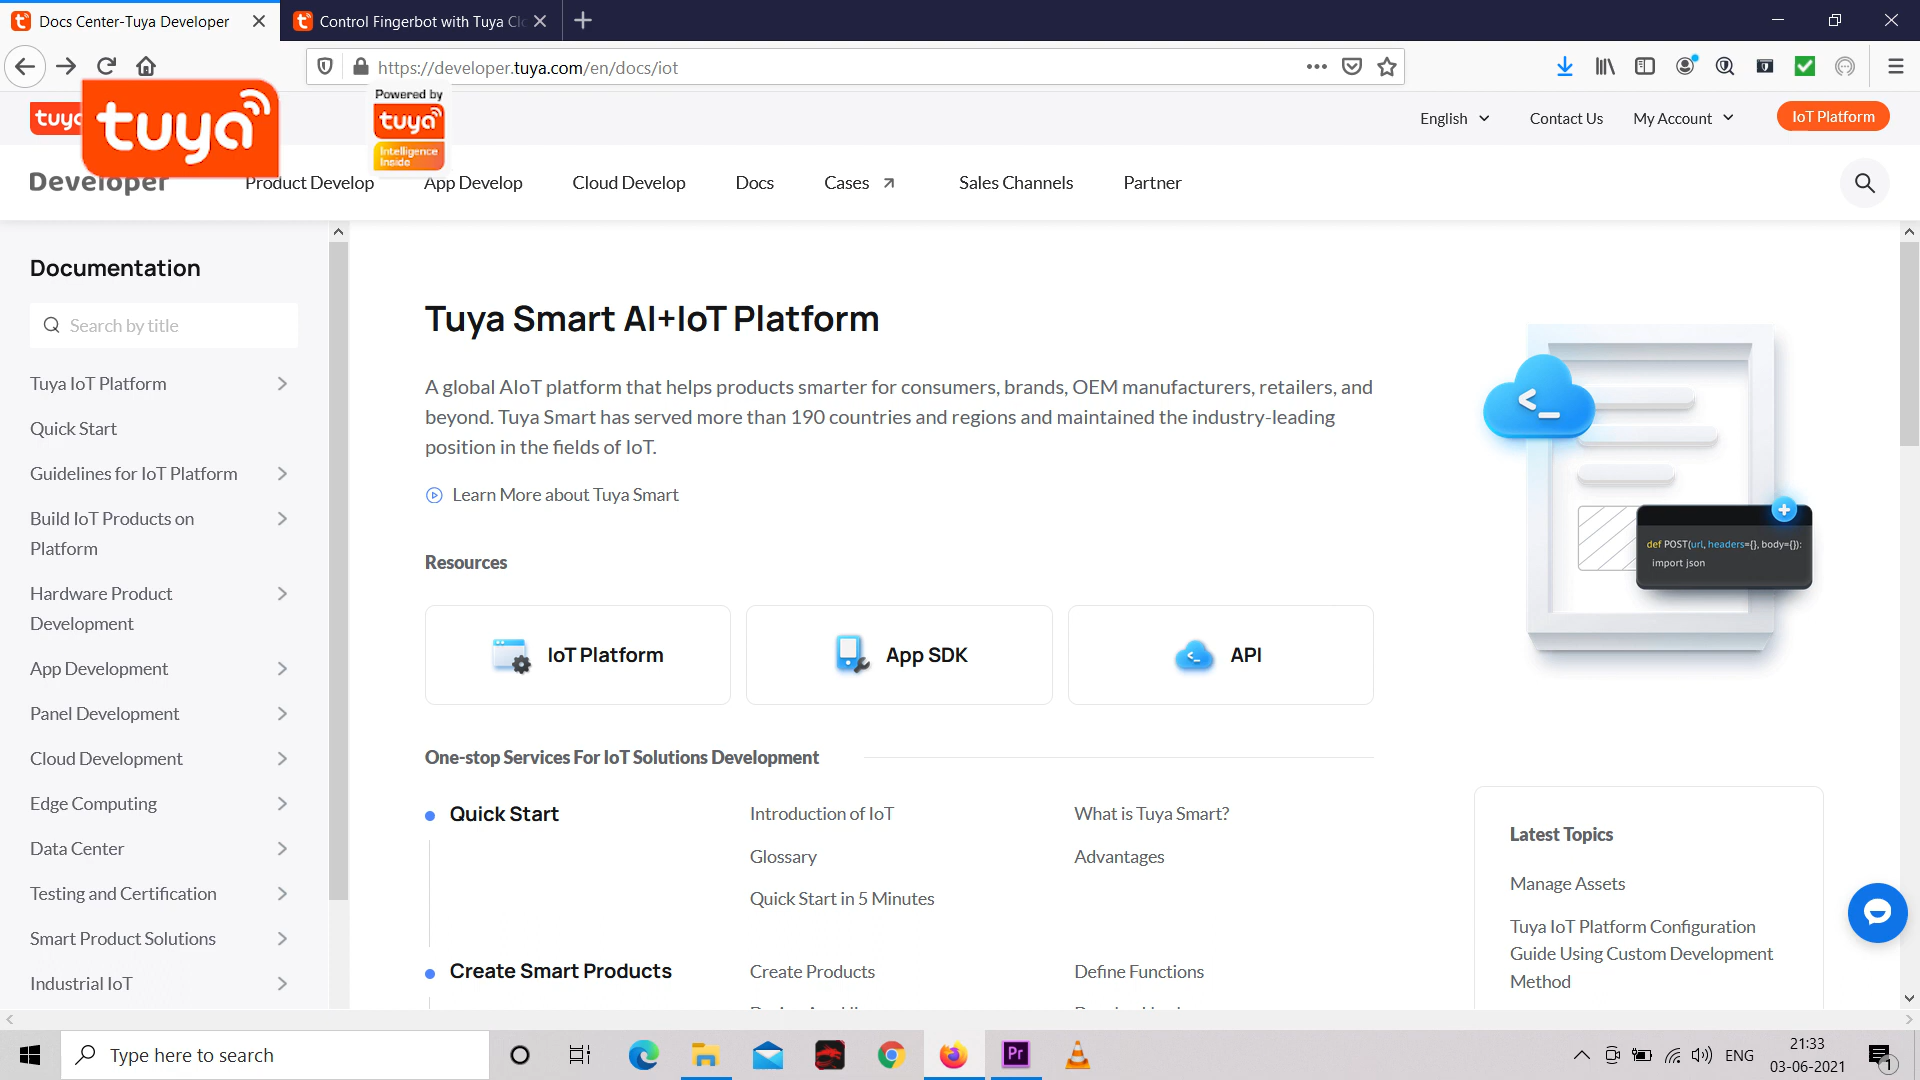 Docs Center-Tuya Developer
Control Fingerbot with Tuya Clo
https://developer.tuya.com/en/docs/iot
tuya
tuya
Powered by
tuya
Intelligence
Inside
English
Contact Us
My Account
IoT Platform
Developer
Product Develop
App Develop
Cloud Develop
Docs
Cases
Sales Channels
Partner
Documentation
Search by title
Tuya IoT Platform
Quick Start
Guidelines for IoT Platform
Build IoT Products on
Platform
Hardware Product
Development
App Development
Panel Development
Cloud Development
Edge Computing
Data Center
Testing and Certification
Smart Product Solutions
Industrial IoT
Tuya Smart AI+IoT Platform
A global AIoT platform that helps products smarter for consumers, brands, OEM manufacturers, retailers, and
beyond. Tuya Smart has served more than 190 countries and regions and maintained the industry-leading
position in the fields of IoT.
Learn More about Tuya Smart
def POST(url, headers={}, body={}):
import json
Resources
IoT Platform
App SDK
API
One-stop Services For IoT Solutions Development
Quick Start
Introduction of IoT
What is Tuya Smart?
Glossary
Advantages
Quick Start in 5 Minutes
Create Smart Products
Create Products
Define Functions
Latest Topics
Manage Assets
Tuya IoT Platform Configuration
Guide Using Custom Development
Method
Type here to search
Pr
ENG
21:33
03-06-2021
1